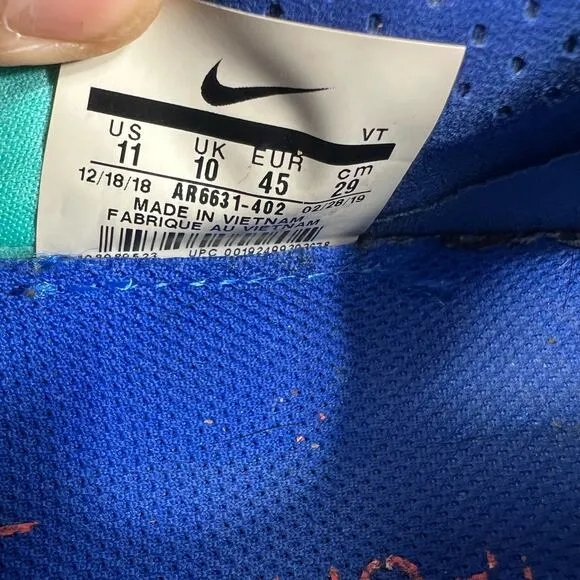 VT
US UK EUR cm
11 10 45 29
12/18/18 AR6631-402 02/28/19
MADE IN VIETNAM
FABRIQUE AU VIETNAM
UPC